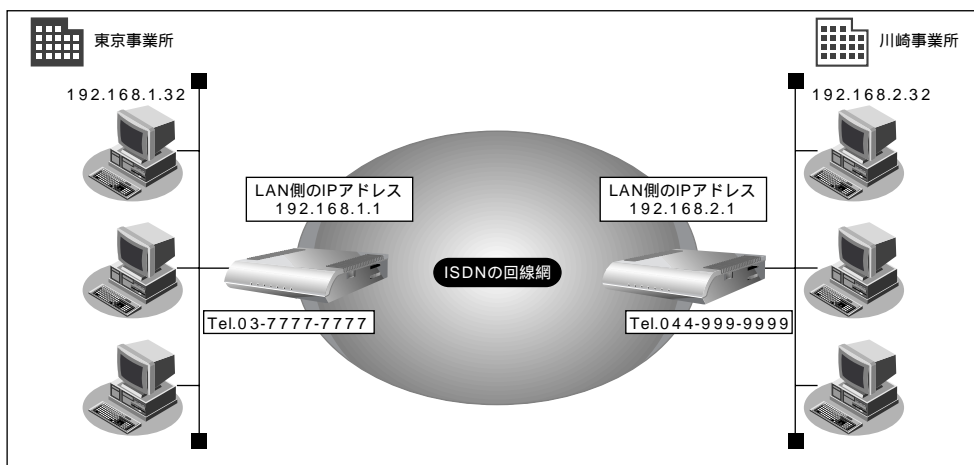 東京事業所
川崎事業所
192.168.1.32
192.168.2.32
LAN側のIPアドレス
192.168.1.1
LAN側のIPアドレス
192.168.2.1
ISDNの回線網
Tel.03-7777-7777
Tel.044-999-9999